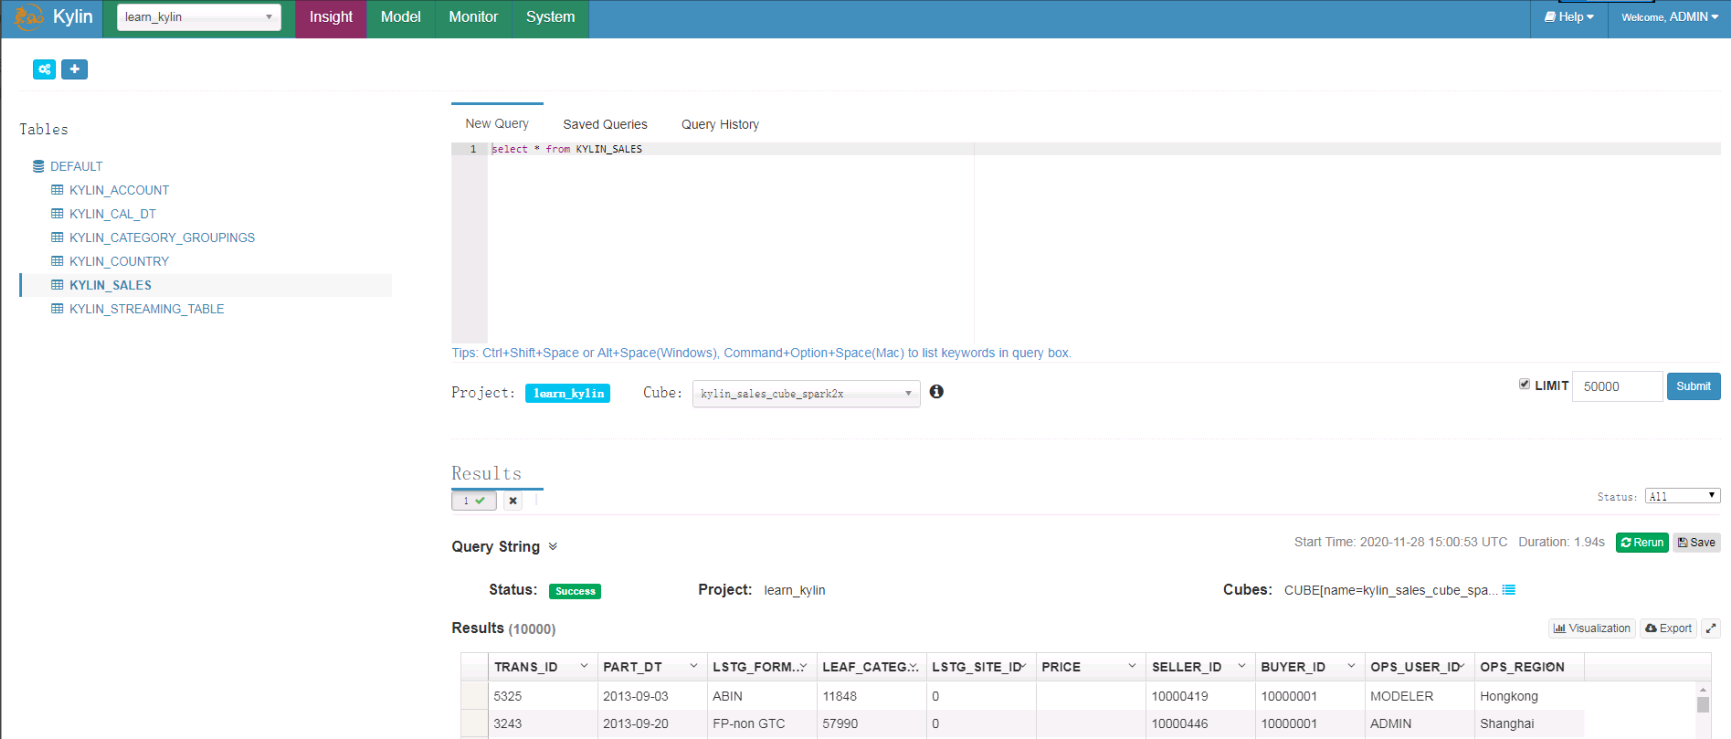 Kylin learn_kylin Insight Model Monitor System Help Welcome, ADMIN
Tables
DEFAULT
KYLIN_ACCOUNT
KYLIN_CAL_DT
KYLIN_CATEGORY_GROUPINGS
KYLIN_COUNTRY
KYLIN_SALES
KYLIN_STREAMING_TABLE
New Query Saved Queries Query History
1 select * from KYLIN_SALES
Tips: Ctrl+Shift+Space or Alt+Space(Windows), Command+Option+Space(Mac) to list keywords in query box.
Project: learn_kylin Cube: kylin_sales_cube_spark2x LIMIT 50000 Submit
Results
1
Status: All
Query String Start Time: 2020-11-28 15:00:53 UTC Duration: 1.94s Rerun Save
Status: Success Project: learn_kylin Cubes: CUBE[name=kylin_sales_cube_spa...
Results (10000) Visualization Export
TRANS_ID PART_DT LSTG_FORM... LEAF_CATEG... LSTG_SITE_ID PRICE SELLER_ID BUYER_ID OPS_USER_ID OPS_REGION
5325 2013-09-03 ABIN 11848 0 10000419 10000001 MODELER Hongkong
3243 2013-09-20 FP-non GTC 57990 0 10000446 10000001 ADMIN Shanghai